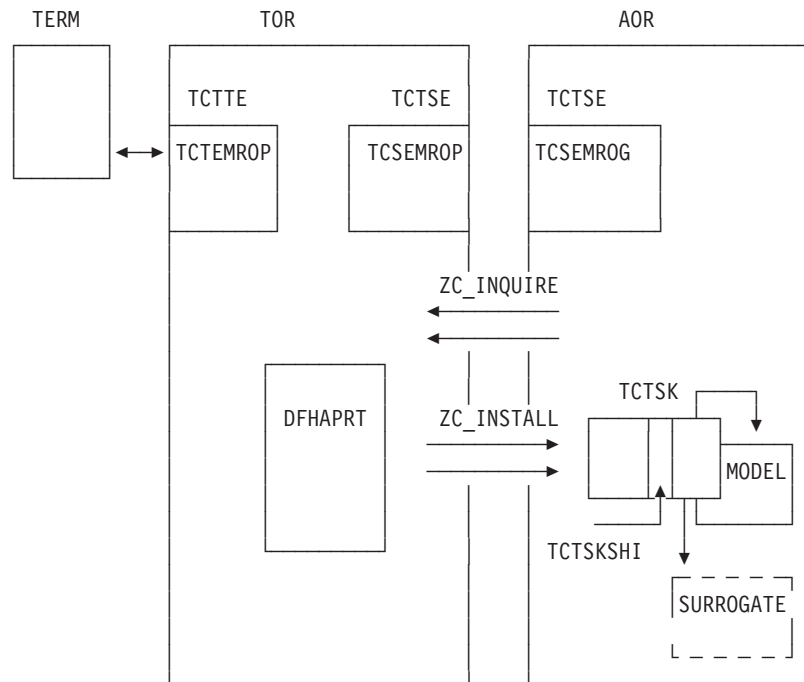 TERM TOR AOR
TCTTE TCTSE TCTSE
TCTEMROP TCSEMROP TCSEMROG
ZC_INQUIRE
TCTSK
DFHAPRT ZC_INSTALL
MODEL
TCTSKSHI
SURROGATE